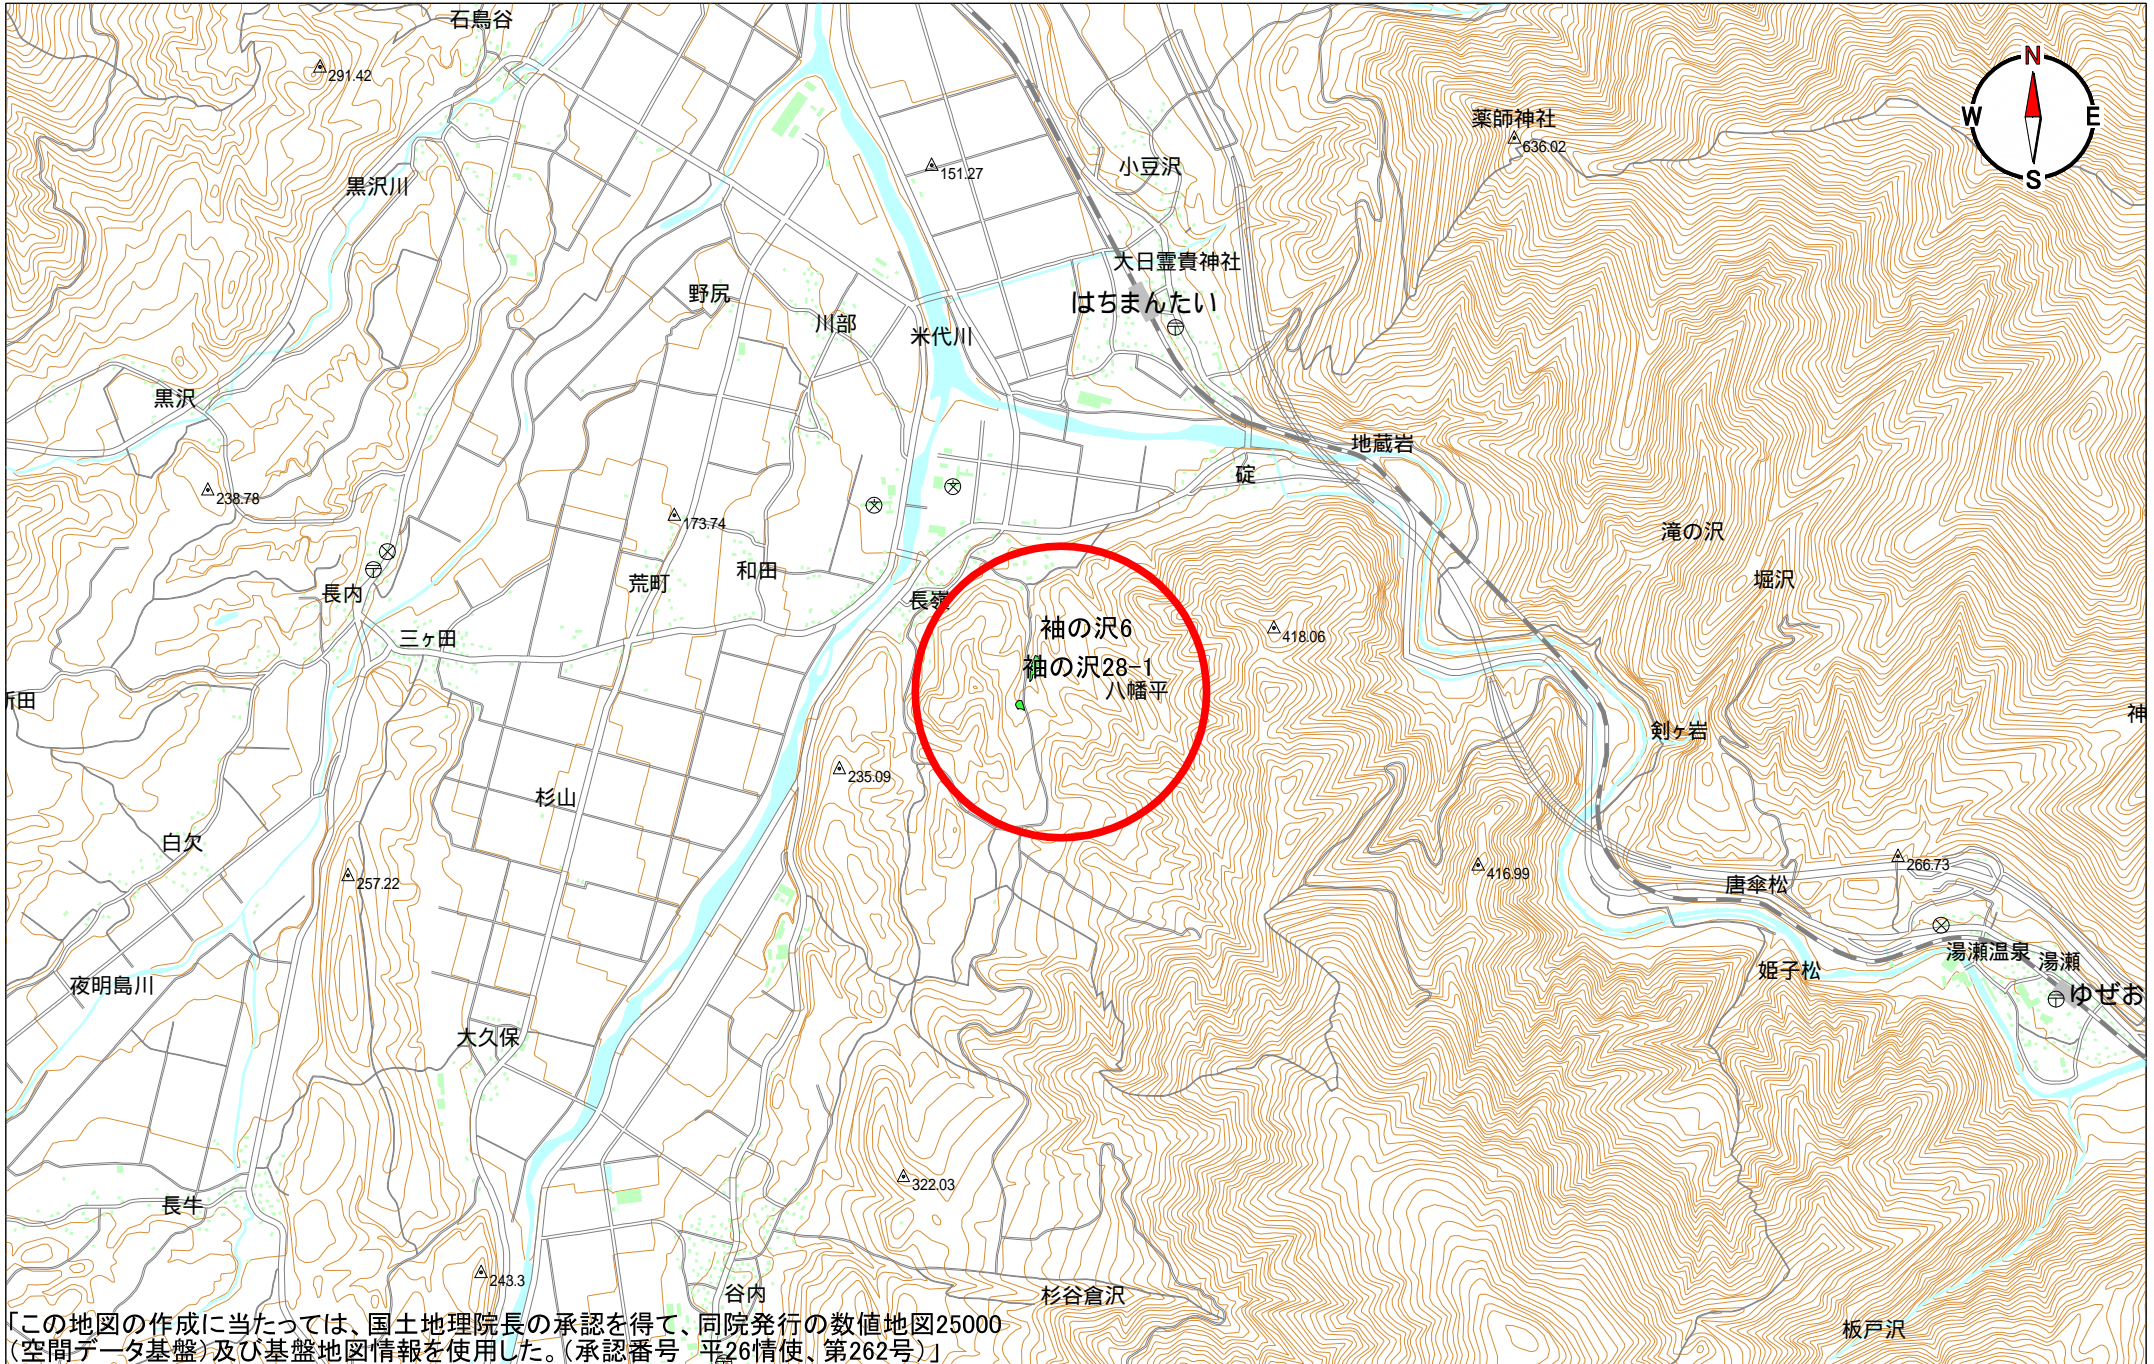 石鳥谷
291.42
N
W
E
S
薬師神社
636.02
小豆沢
151.27
黒沢川
大日霊貴神社
はちまんたい
野尻
川部
米代川
黒沢
地蔵岩
碇
238.78
173.74
滝の沢
和田
荒町
堀沢
長内
長嶺
袖の沢6
418.06
三ヶ田
袖の沢28-1
八幡平
田
神
剣ヶ岩
235.09
杉山
白欠
257.22
416.99
266.73
唐傘松
湯瀬温泉
湯瀬
姫子松
夜明島川
ゆぜお
大久保
322.03
長牛
243.3
谷内
杉谷倉沢
板戸沢
「この地図の作成に当たっては、国土地理院長の承認を得て、同院発行の数値地図25000
(空間データ基盤)及び基盤地図情報を使用した。(承認番号　平26情使、第262号)」